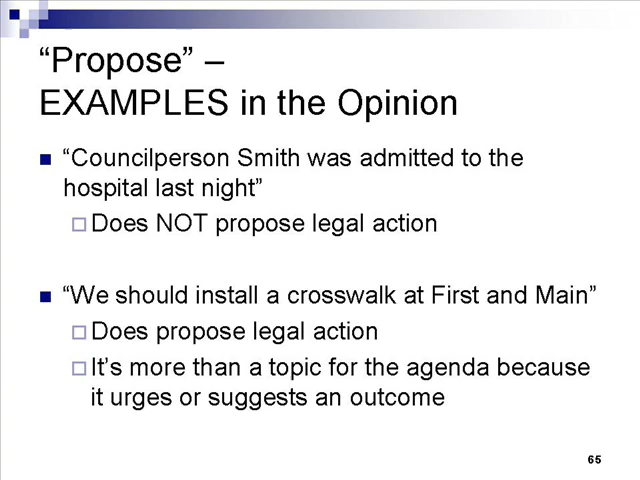 “Propose” –
EXAMPLES in the Opinion
“Councilperson Smith was admitted to the
hospital last night”
Does NOT propose legal action
“We should install a crosswalk at First and Main”
Does propose legal action
It’s more than a topic for the agenda because
it urges or suggests an outcome
65